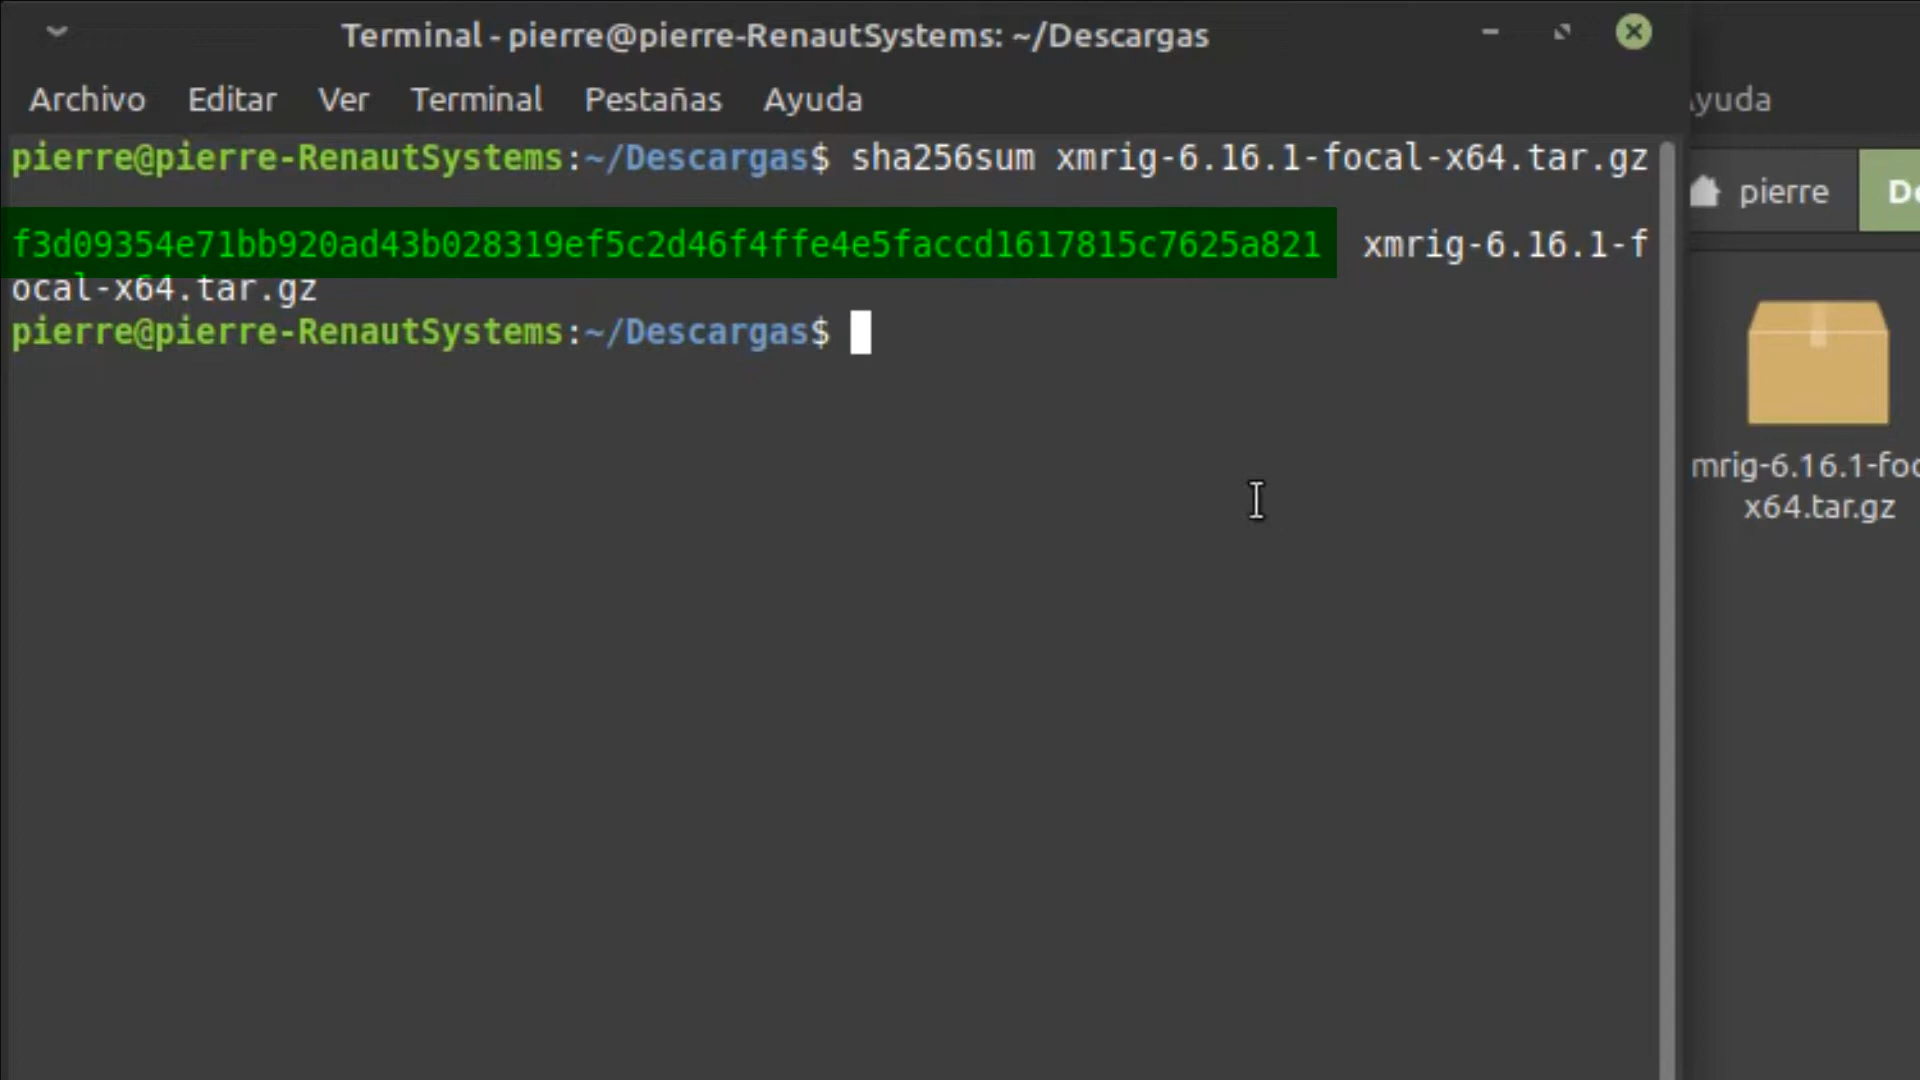 Terminal - pierre@pierre-RenautSystems: ~/Descargas
Archivo Editar Ver Terminal Pestañas Ayuda
pierre@pierre-RenautSystems:~/Descargas$ sha256sum xmrig-6.16.1-focal-x64.tar.gz
f3d09354e71bb920ad43b028319ef5c2d46f4ffe4e5faccd1617815c7625a821 xmrig-6.16.1-f
ocal-x64.tar.gz
pierre@pierre-RenautSystems:~/Descargas$
yuda
pierre De
mrig-6.16.1-foc
x64.tar.gz